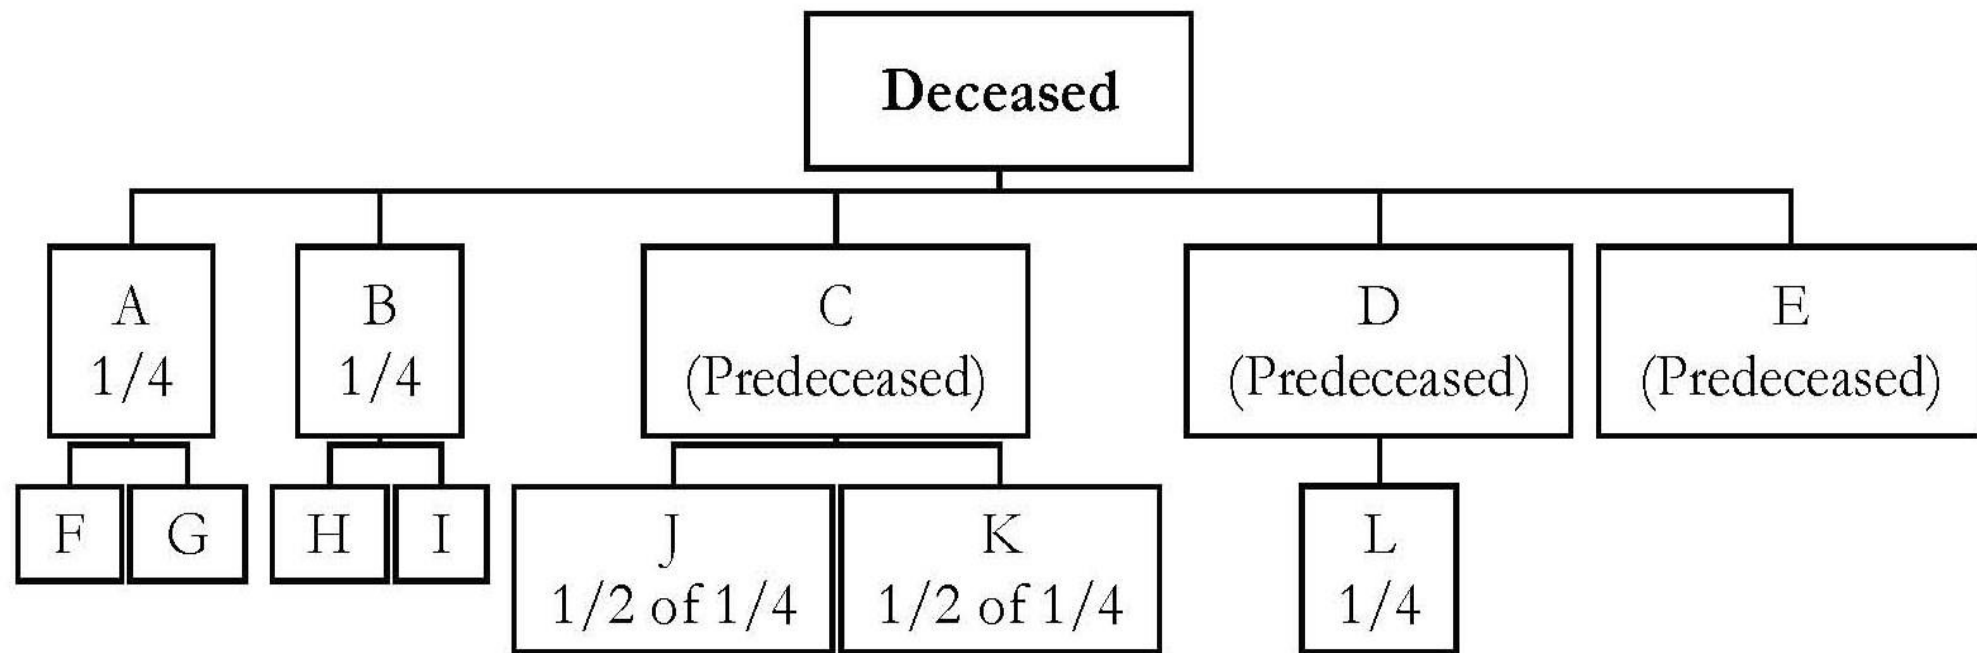 Deceased
A
1/4
B
1/4
C
(Predeceased)
D
(Predeceased)
E
(Predeceased)
F
G
H
I
J
1/2 of 1/4
K
1/2 of 1/4
L
1/4